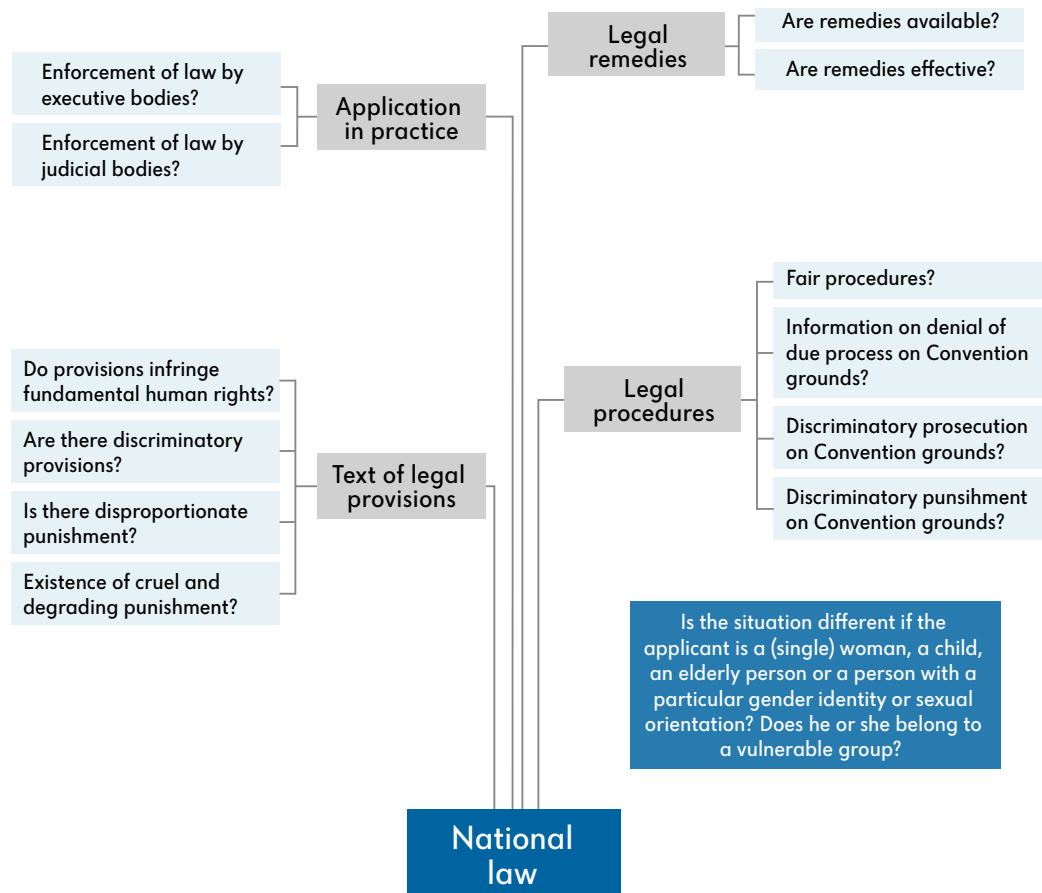 Legal
remedies
Are remedies available?
Are remedies effective?
Enforcement of law by
executive bodies?
Enforcement of law by
judicial bodies?
Application
in practice
Fair procedures?
Information on denial of
due process on Convention
grounds?
Discriminatory prosecution
on Convention grounds?
Discriminatory punsihment
on Convention grounds?
Legal
procedures
Do provisions infringe
fundamental human rights?
Are there discriminatory
provisions?
Is there disproportionate
punishment?
Existence of cruel and
degrading punishment?
Text of legal
provisions
Is the situation different if the
applicant is a (single) woman, a child,
an elderly person or a person with a
particular gender identity or sexual
orientation? Does he or she belong to
a vulnerable group?
National
law